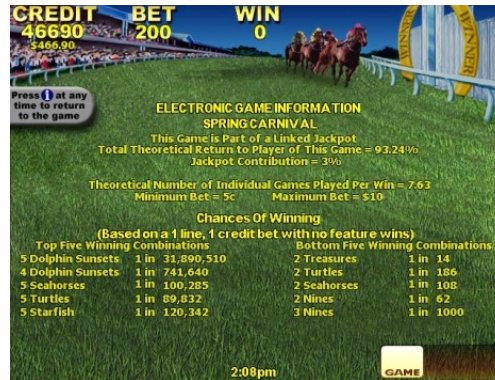 CREDIT BET WIN
46690 200 0
$466.90
WINNER
Press i at any
time to return
to the game
ELECTRONIC GAME INFORMATION
SPRING CARNIVAL
This Game is Part of a Linked Jackpot
Total Theoretical Return to Player of This Game = 93.24%
Jackpot Contribution = 3%
Theoretical Number of Individual Games Played Per Win = 7.63
Minimum Bet = 5c Maximum Bet = $10
Chances Of Winning
(Based on a 1 line, 1 credit bet with no feature wins)
Top Five Winning Combinations Bottom Five Winning Combinations
5 Dolphin Sunsets 1 in 31,890,510 2 Treasures 1 in 14
4 Dolphin Sunsets 1 in 741,640 2 Turtles 1 in 186
5 Seahorses 1 in 100,285 2 Seahorses 1 in 108
5 Turtles 1 in 89,832 2 Nines 1 in 62
5 Starfish 1 in 120,342 3 Nines 1 in 1000
2:08pm
GAME